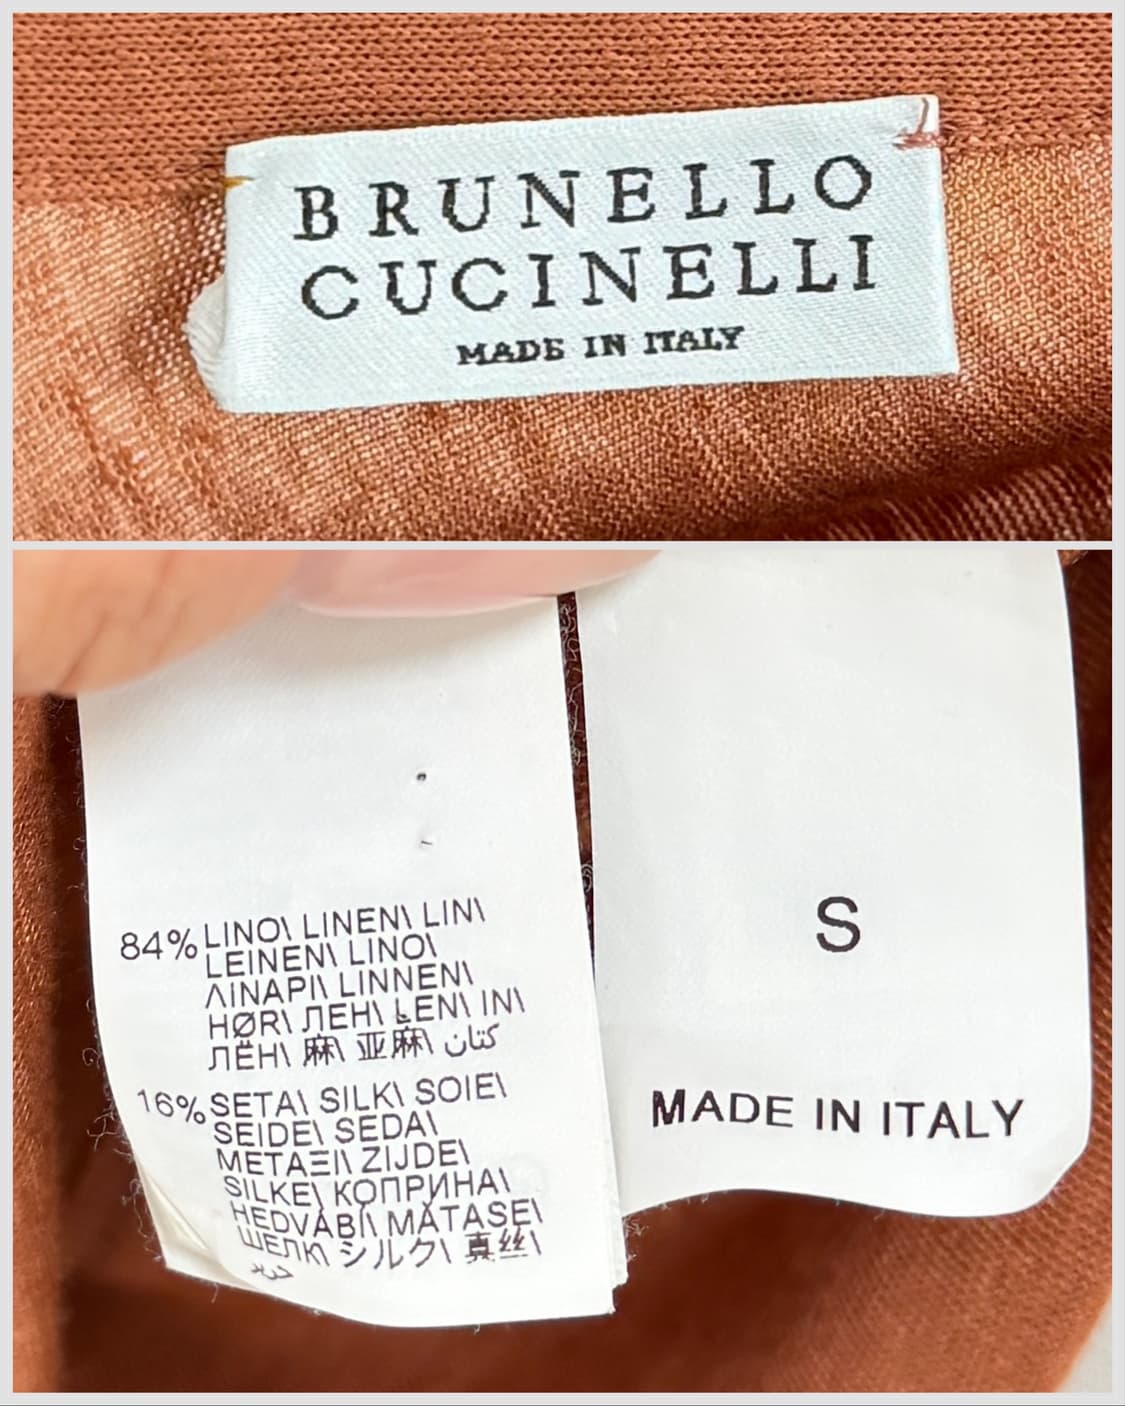 BRUNELLO
CUCINELLI
MADE IN ITALY
84% LINO\ LINEN\ LIN\
LEINEN\ LINO\
ΛΙΝΑΡΙ\ LINNEN\
HØR\ ЛЕН\ LEN\ IN\
ЛЁН\ 麻\ 亚麻\ كتان
16% SETA\ SILK\ SOIE\
SEIDE\ SEDA\
ΜΕΤΑΞΙ\ ZIJDE\
SILKE\ КОПРИНА\
HEDVÁBÍ\ MĂTASE\
ШЕЛК\ シルク\ 真丝\
حرير
S
MADE IN ITALY